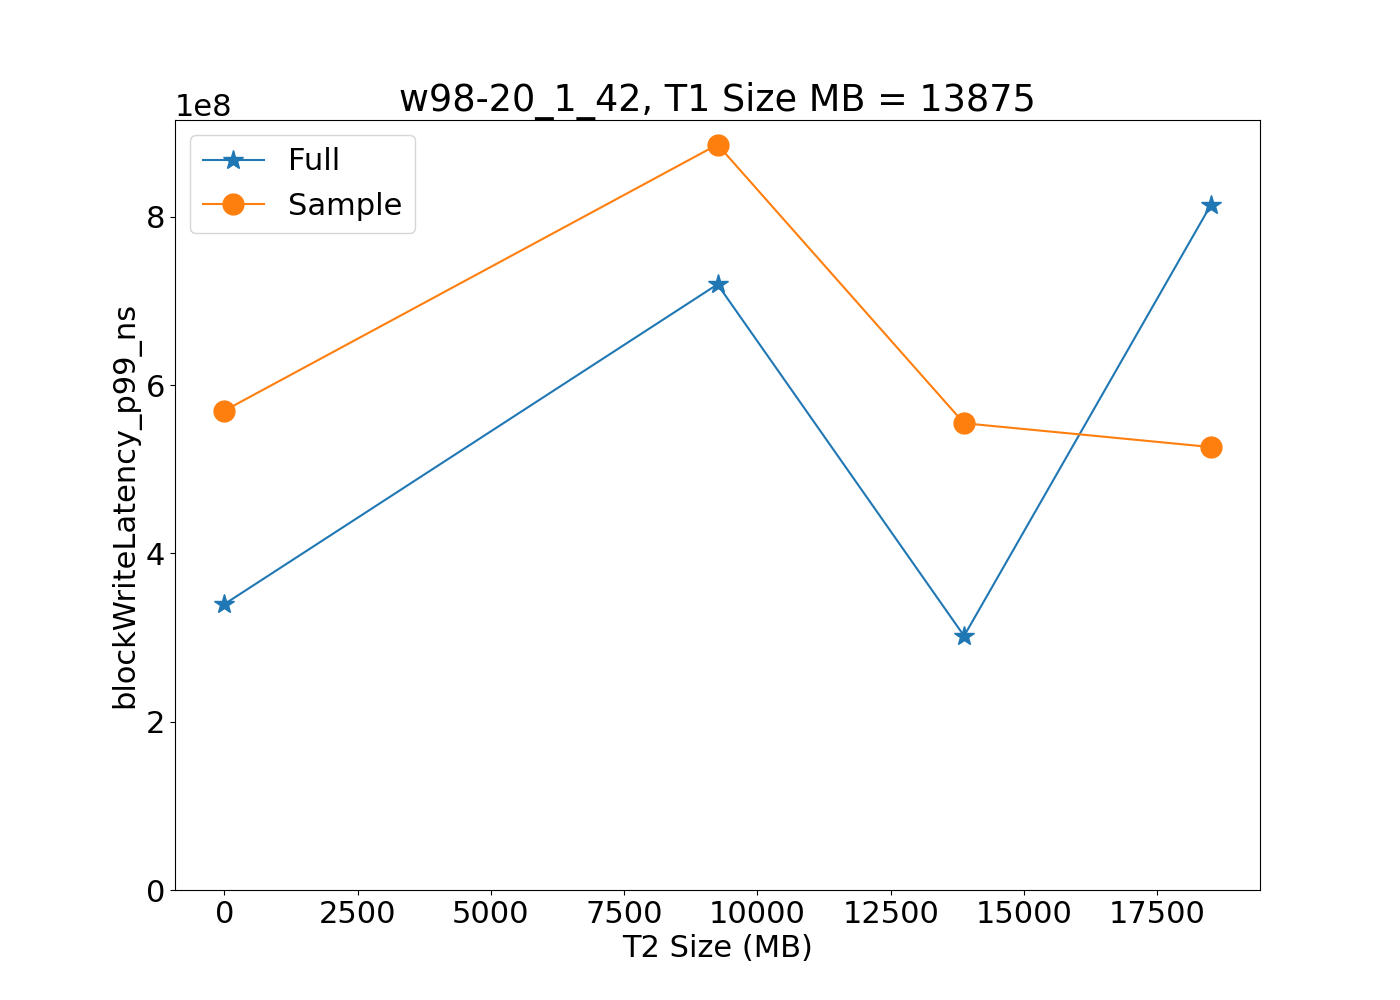 w98-20_1_42, T1 Size MB = 13875
1e8
Full
Sample
8
6
4
2
0
blockWriteLatency_p99_ns
0 2500 5000 7500 10000 12500 15000 17500
T2 Size (MB)